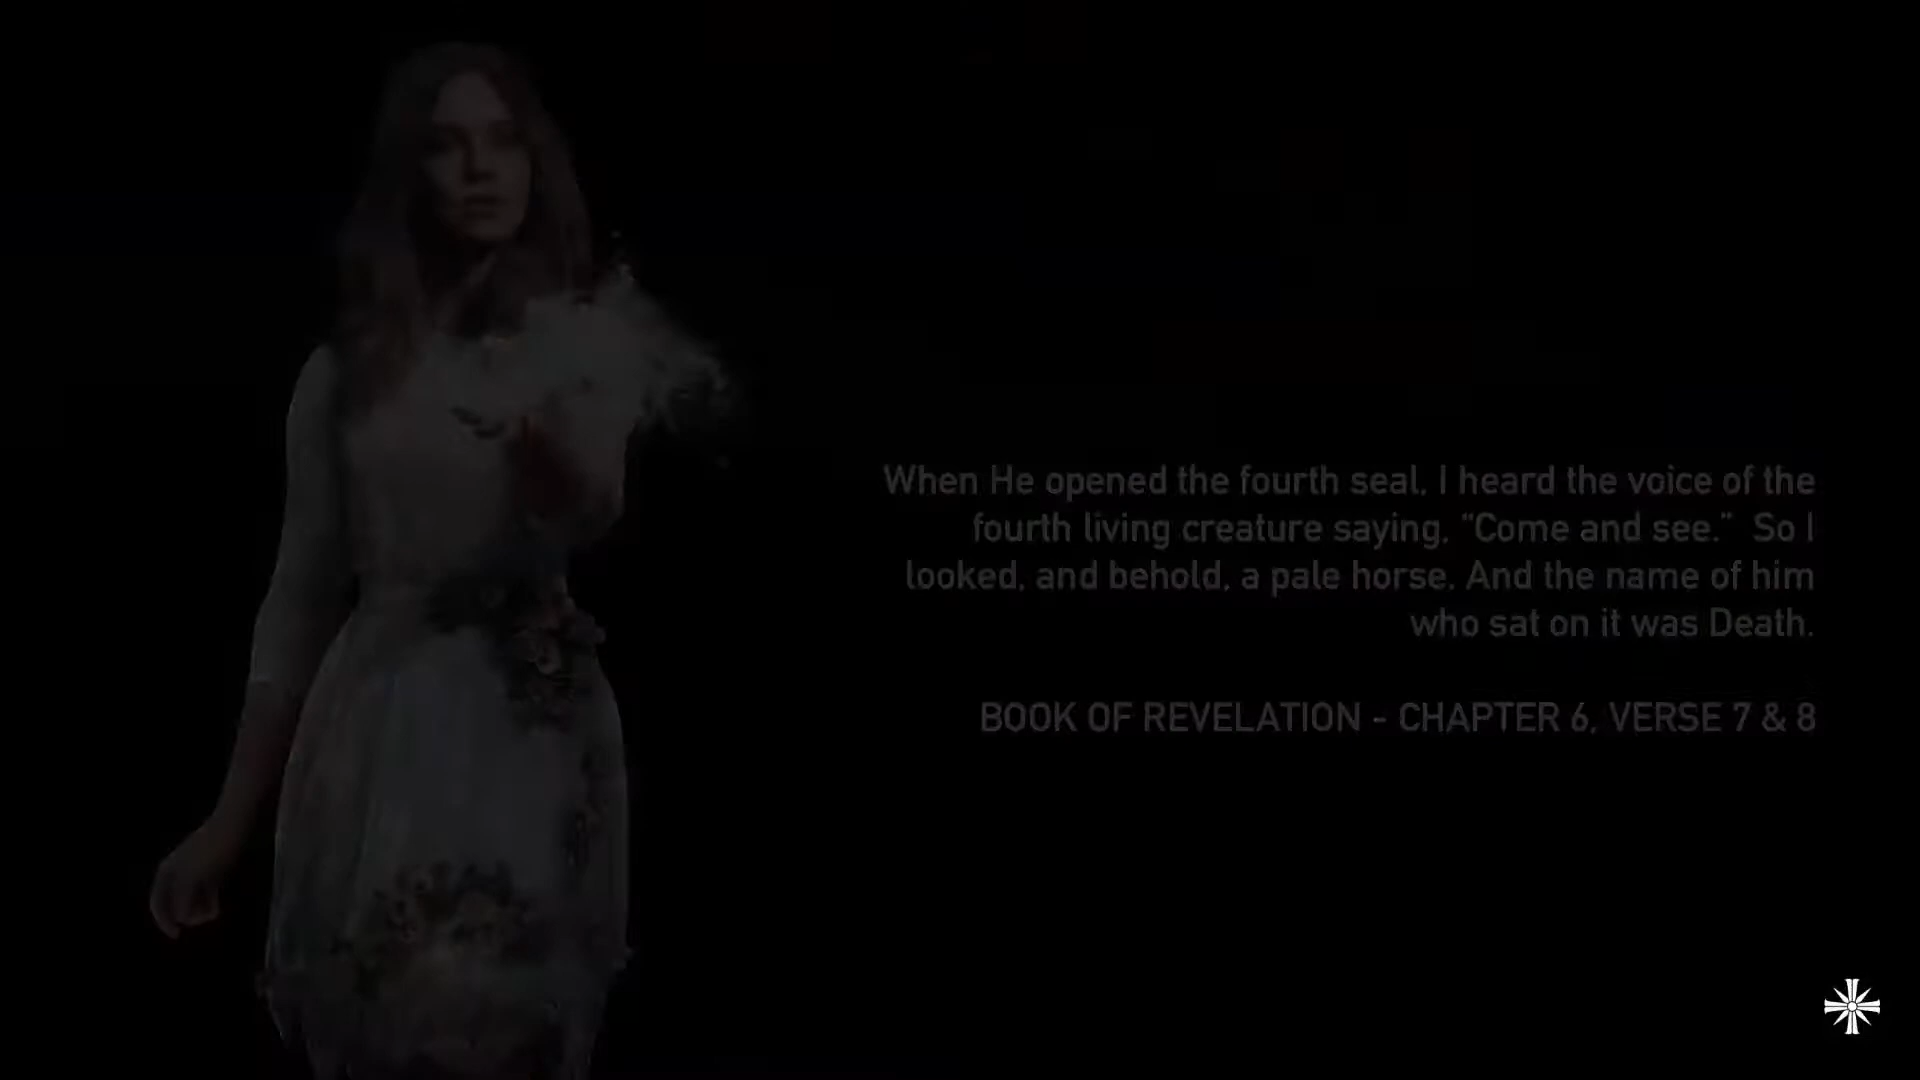 When He opened the fourth seal, I heard the voice of the
fourth living creature saying, "Come and see."  So I
looked, and behold, a pale horse. And the name of him
who sat on it was Death.
BOOK OF REVELATION - CHAPTER 6, VERSE 7 & 8